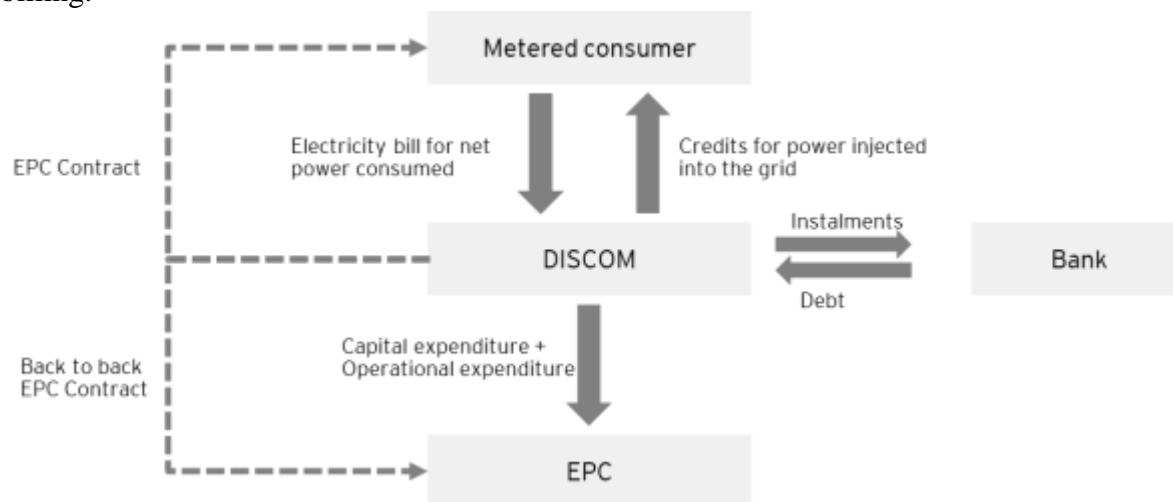 Metered consumer
EPC Contract
Electricity bill for net
power consumed
Credits for power injected
into the grid
Instalments
DISCOM
Bank
Debt
Capital expenditure +
Operational expenditure
Back to back
EPC Contract
EPC